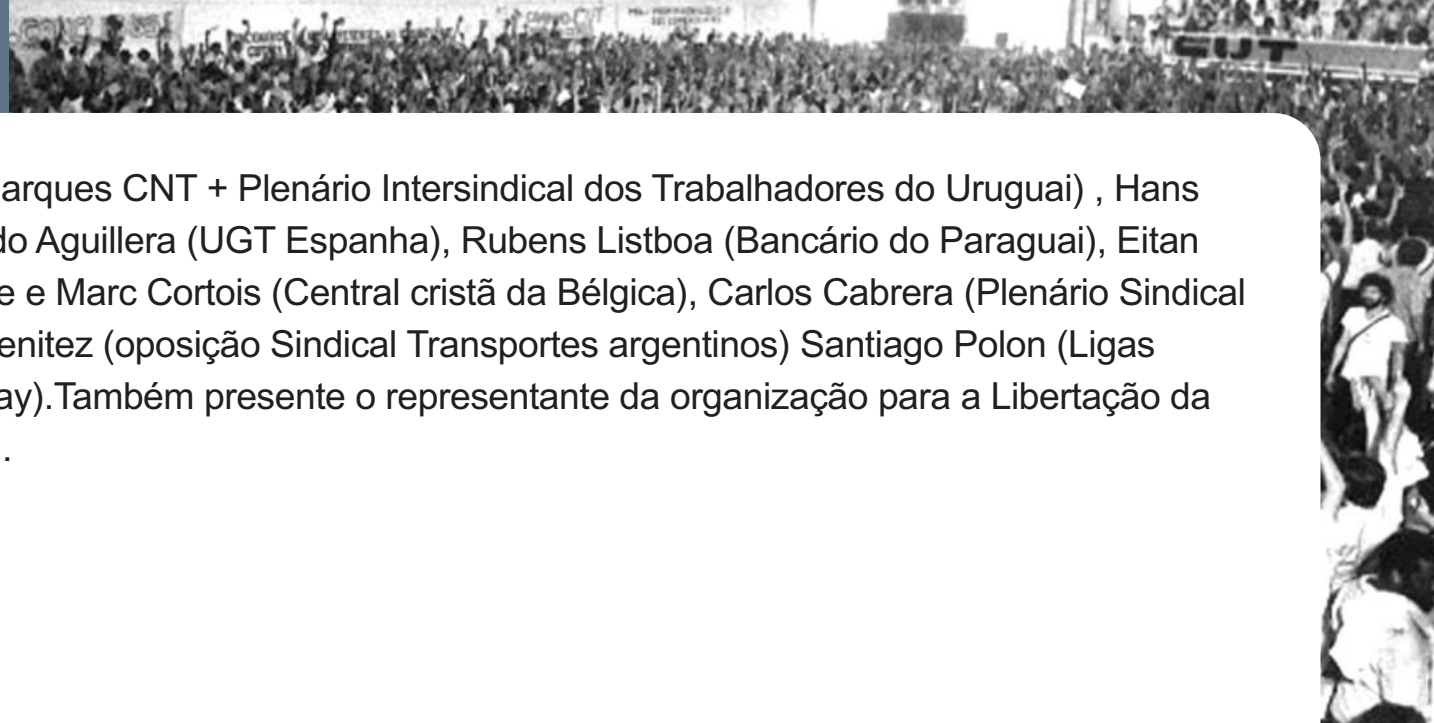 CUT
arques CNT + Plenário Intersindical dos Trabalhadores do Uruguai) , Hans
do Aguillera (UGT Espanha), Rubens Listboa (Bancário do Paraguai), Eitan
e e Marc Cortois (Central cristã da Bélgica), Carlos Cabrera (Plenário Sindical
enitez (oposição Sindical Transportes argentinos) Santiago Polon (Ligas
ay).Também presente o representante da organização para a Libertação da
.